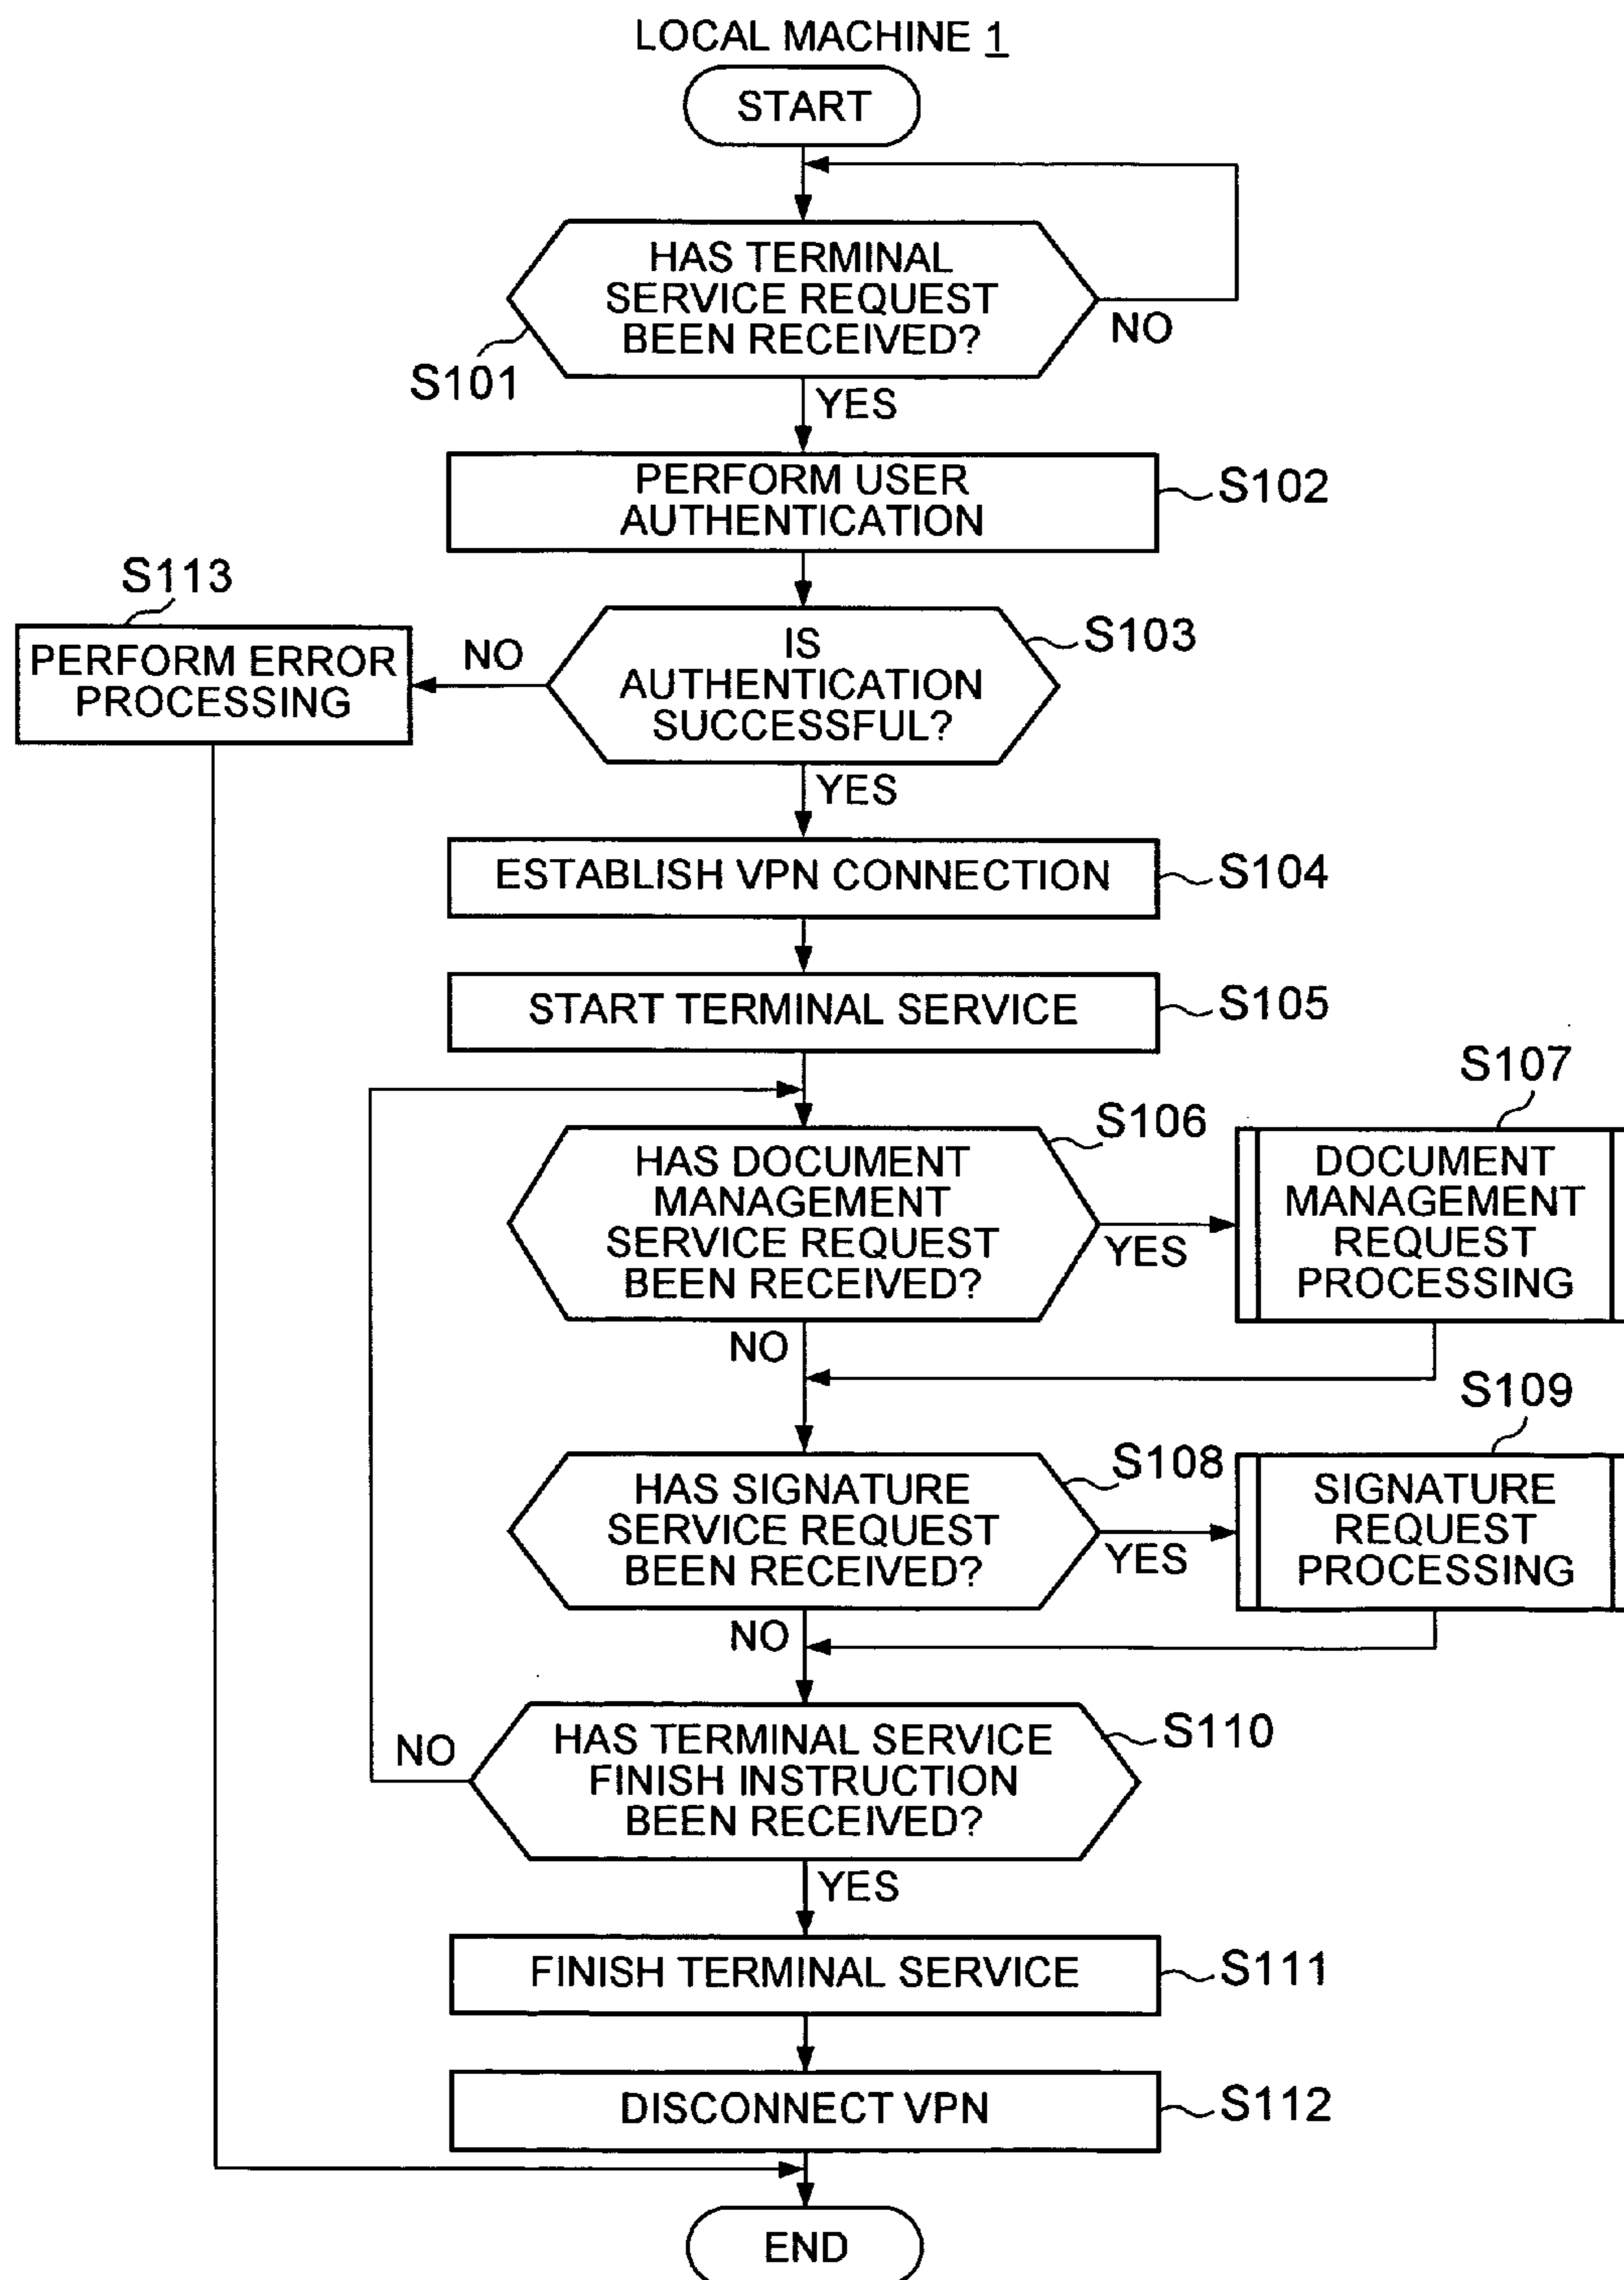 LOCAL MACHINE 1
START
HAS TERMINAL
SERVICE REQUEST
BEEN RECEIVED?
NO
S101
YES
PERFORM USER
AUTHENTICATION
S102
S113
PERFORM ERROR
PROCESSING
NO
IS
AUTHENTICATION
SUCCESSFUL?
S103
YES
ESTABLISH VPN CONNECTION
S104
START TERMINAL SERVICE
S105
S106
HAS DOCUMENT
MANAGEMENT
SERVICE REQUEST
BEEN RECEIVED?
YES
S107
DOCUMENT
MANAGEMENT
REQUEST
PROCESSING
NO
S108
HAS SIGNATURE
SERVICE REQUEST
BEEN RECEIVED?
YES
S109
SIGNATURE
REQUEST
PROCESSING
NO
S110
HAS TERMINAL SERVICE
FINISH INSTRUCTION
BEEN RECEIVED?
NO
YES
FINISH TERMINAL SERVICE
S111
DISCONNECT VPN
S112
END